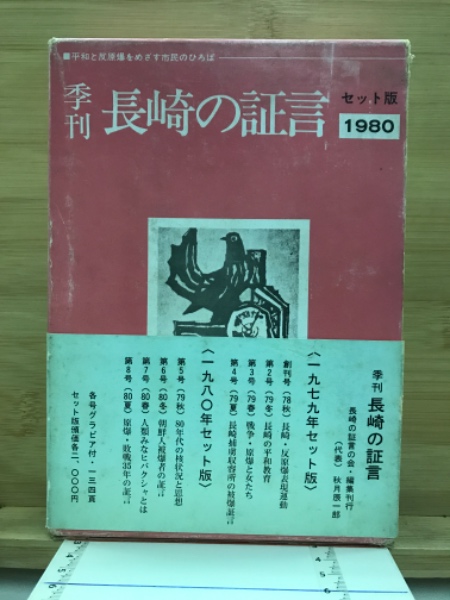 ■平和と反原爆をめざす市民のひろば
季刊 長崎の証言
セット版
1980
季刊 長崎の証言
長崎の証言の会・編集刊行
(代表) 秋月辰一郎
〈一九七九年セット版〉
創刊号(78秋)長崎・反原爆表現運動
第2号(79冬)長崎の平和教育
第3号(79春)戦争・原爆と女たち
第4号(79夏)長崎捕虜収容所の被爆証言
〈一九八〇年セット版〉
第5号(79秋)80年代の核状況と思想
第6号(80冬)朝鮮人被爆者の証言
第7号(80春)人類みなヒバクシャとは
第8号(80夏)原爆・敗戦35年の証言
各号グラビア付・一三四頁
セット版頒価各二、〇〇〇円